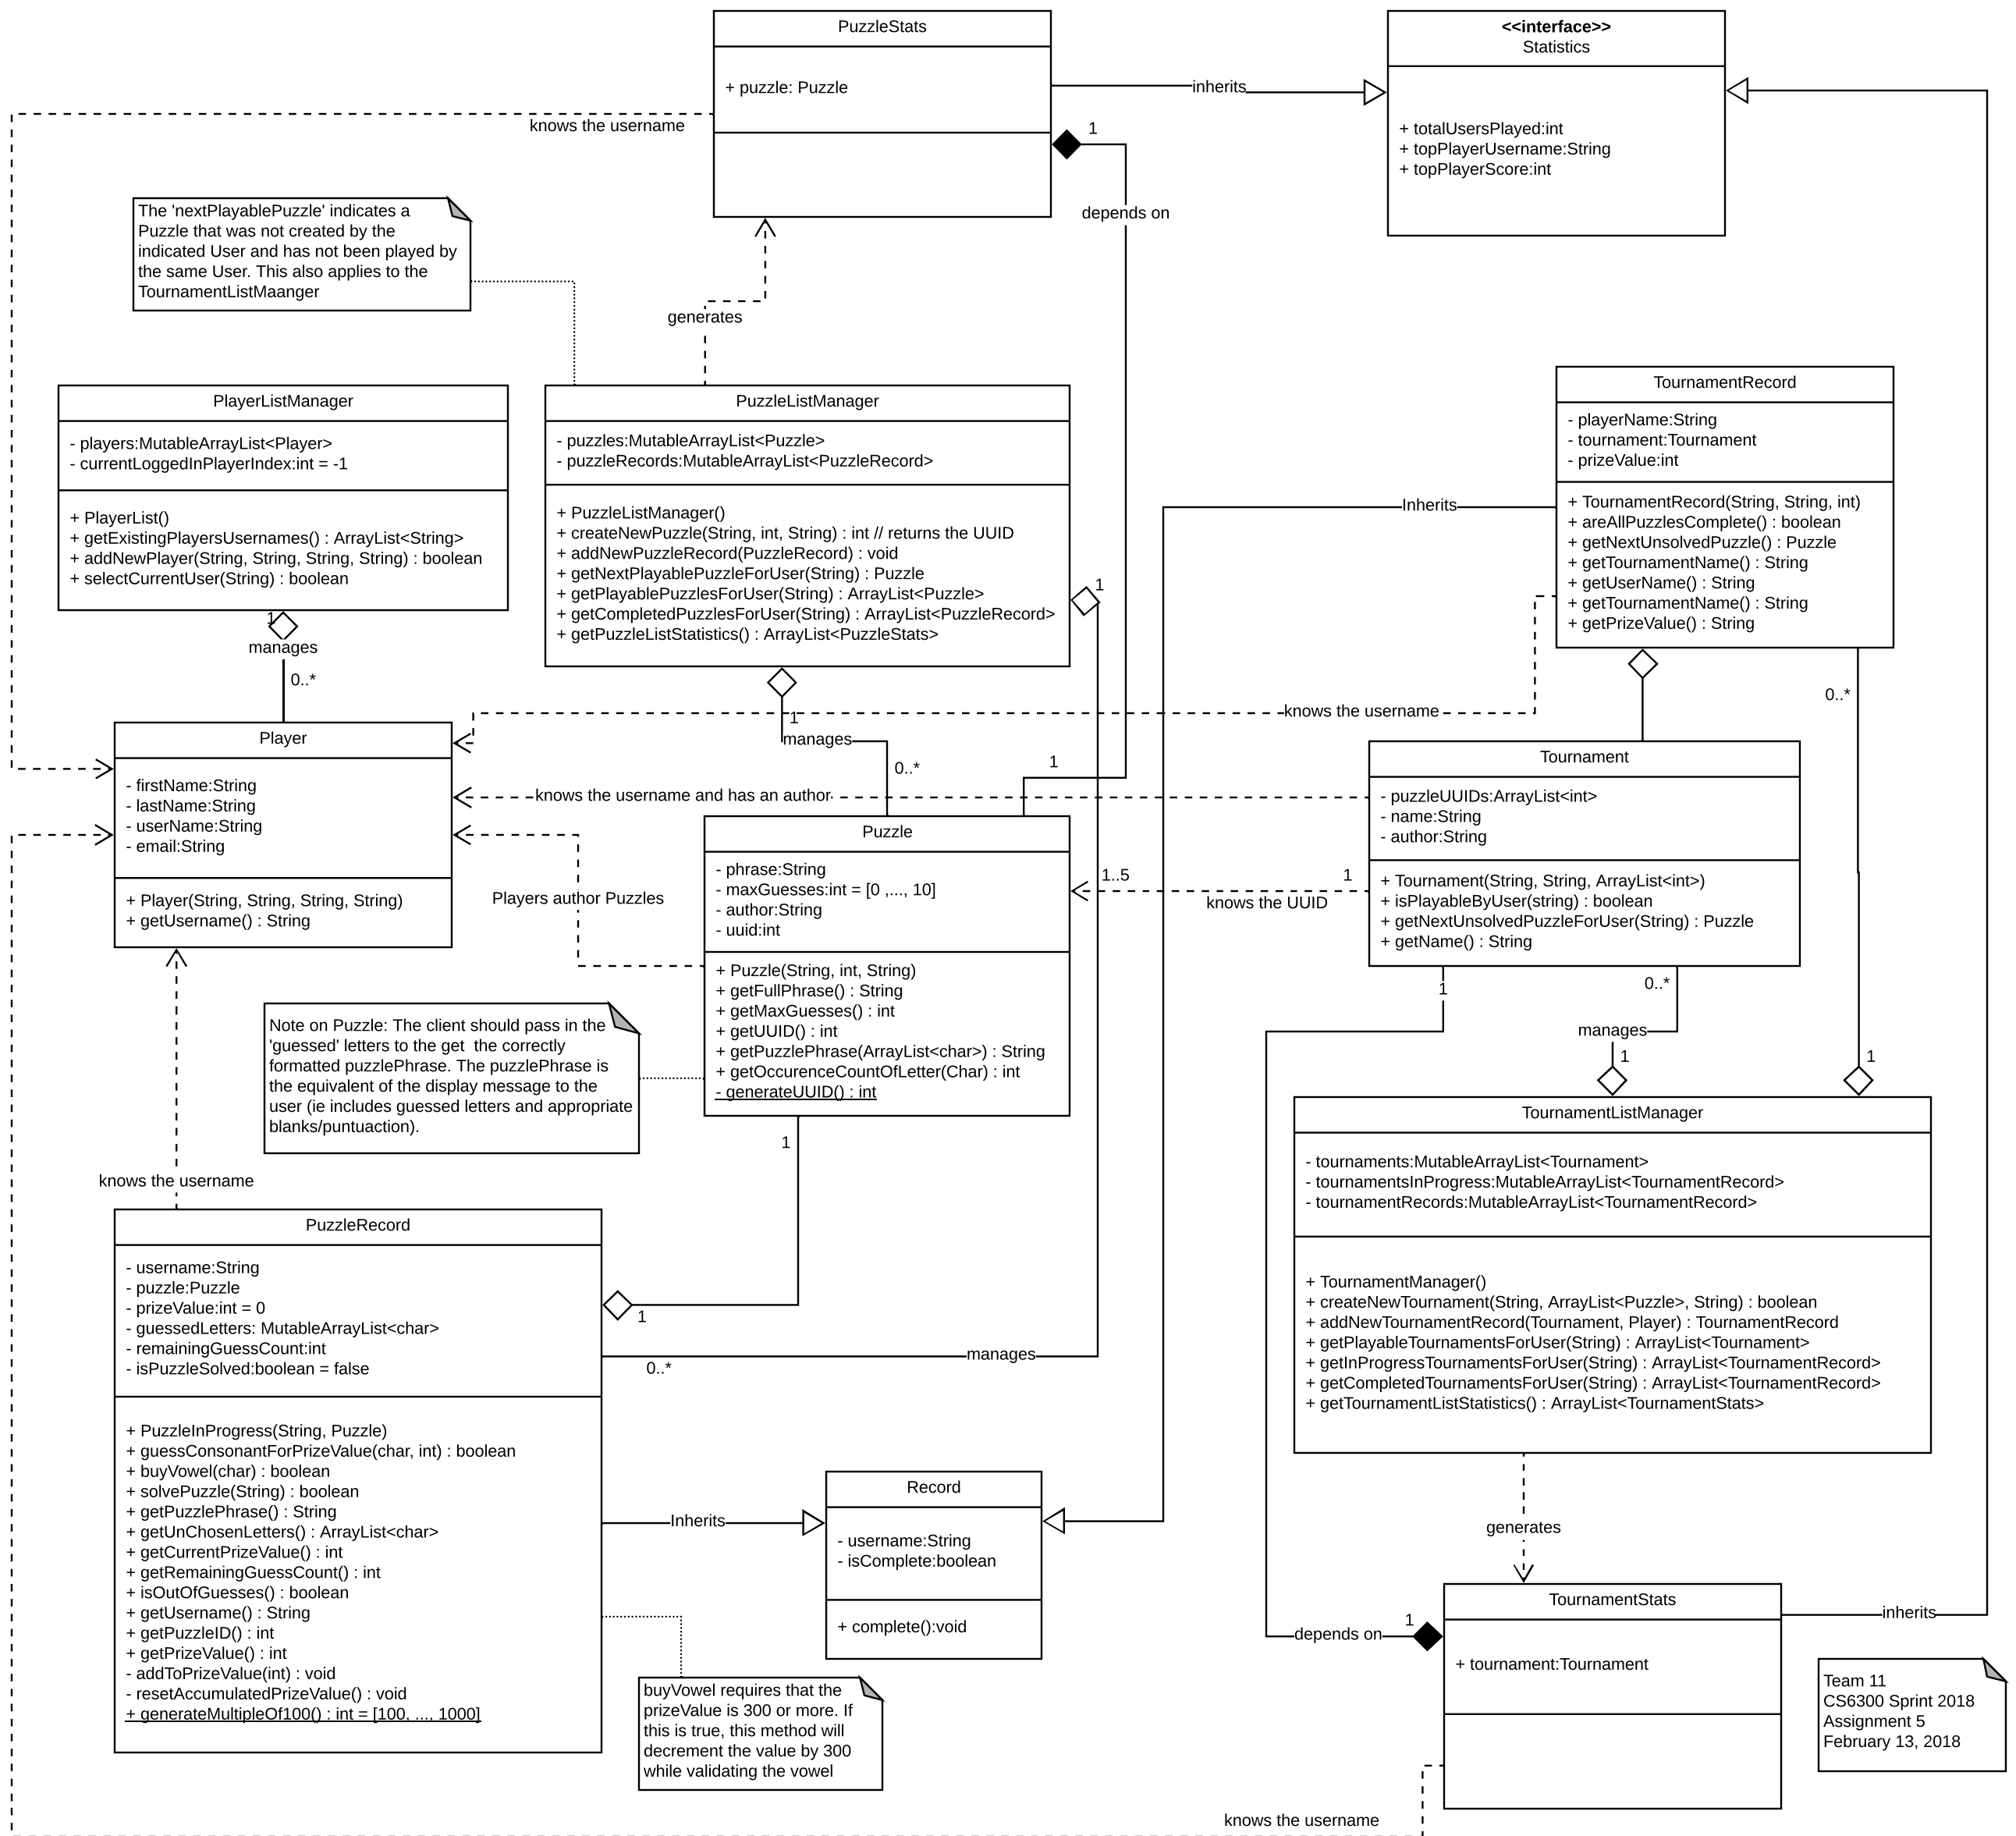 PuzzleStats
+ puzzle: Puzzle
<<interface>>
Statistics
+ totalUsersPlayed:int
+ topPlayerUsername:String
+ topPlayerScore:int
inherits
knows the username
1
depends on
The 'nextPlayablePuzzle' indicates a
Puzzle that was not created by the
indicated User and has not been played by
the same User. This also applies to the
TournamentListMaanger
generates
PlayerListManager
- players:MutableArrayList<Player>
- currentLoggedInPlayerIndex:int = -1
+ PlayerList()
+ getExistingPlayersUsernames() : ArrayList<String>
+ addNewPlayer(String, String, String, String) : boolean
+ selectCurrentUser(String) : boolean
1
manages
0..*
PuzzleListManager
- puzzles:MutableArrayList<Puzzle>
- puzzleRecords:MutableArrayList<PuzzleRecord>
+ PuzzleListManager()
+ createNewPuzzle(String, int, String) : int // returns the UUID
+ addNewPuzzleRecord(PuzzleRecord) : void
+ getNextPlayablePuzzleForUser(String) : Puzzle
+ getPlayablePuzzlesForUser(String) : ArrayList<Puzzle>
+ getCompletedPuzzlesForUser(String) : ArrayList<PuzzleRecord>
+ getPuzzleListStatistics() : ArrayList<PuzzleStats>
1
1
manages
0..*
1
TournamentRecord
- playerName:String
- tournament:Tournament
- prizeValue:int
+ TournamentRecord(String, String, int)
+ areAllPuzzlesComplete() : boolean
+ getNextUnsolvedPuzzle() : Puzzle
+ getTournamentName() : String
+ getUserName() : String
+ getTournamentName() : String
+ getPrizeValue() : String
Inherits
knows the username
0..*
Player
- firstName:String
- lastName:String
- userName:String
- email:String
+ Player(String, String, String, String)
+ getUsername() : String
knows the username and has an author
Players author Puzzles
Puzzle
- phrase:String
- maxGuesses:int = [0 ,..., 10]
- author:String
- uuid:int
+ Puzzle(String, int, String)
+ getFullPhrase() : String
+ getMaxGuesses() : int
+ getUUID() : int
+ getPuzzlePhrase(ArrayList<char>) : String
+ getOccurenceCountOfLetter(Char) : int
- generateUUID() : int
1..5
1
knows the UUID
Tournament
- puzzleUUIDs:ArrayList<int>
- name:String
- author:String
+ Tournament(String, String, ArrayList<int>)
+ isPlayableByUser(string) : boolean
+ getNextUnsolvedPuzzleForUser(String) : Puzzle
+ getName() : String
1
0..*
manages
1
1
Note on Puzzle: The client should pass in the
'guessed' letters to the get  the correctly
formatted puzzlePhrase. The puzzlePhrase is
the equivalent of the display message to the
user (ie includes guessed letters and appropriate
blanks/puntuaction).
1
knows the username
TournamentListManager
- tournaments:MutableArrayList<Tournament>
- tournamentsInProgress:MutableArrayList<TournamentRecord>
- tournamentRecords:MutableArrayList<TournamentRecord>
+ TournamentManager()
+ createNewTournament(String, ArrayList<Puzzle>, String) : boolean
+ addNewTournamentRecord(Tournament, Player) : TournamentRecord
+ getPlayableTournamentsForUser(String) : ArrayList<Tournament>
+ getInProgressTournamentsForUser(String) : ArrayList<TournamentRecord>
+ getCompletedTournamentsForUser(String) : ArrayList<TournamentRecord>
+ getTournamentListStatistics() : ArrayList<TournamentStats>
PuzzleRecord
- username:String
- puzzle:Puzzle
- prizeValue:int = 0
- guessedLetters: MutableArrayList<char>
- remainingGuessCount:int
- isPuzzleSolved:boolean = false
+ PuzzleInProgress(String, Puzzle)
+ guessConsonantForPrizeValue(char, int) : boolean
+ buyVowel(char) : boolean
+ solvePuzzle(String) : boolean
+ getPuzzlePhrase() : String
+ getUnChosenLetters() : ArrayList<char>
+ getCurrentPrizeValue() : int
+ getRemainingGuessCount() : int
+ isOutOfGuesses() : boolean
+ getUsername() : String
+ getPuzzleID() : int
+ getPrizeValue() : int
- addToPrizeValue(int) : void
- resetAccumulatedPrizeValue() : void
+ generateMultipleOf100() : int = [100, ..., 1000]
1
0..*
manages
Inherits
Record
- username:String
- isComplete:boolean
+ complete():void
buyVowel requires that the
prizeValue is 300 or more. If
this is true, this method will
decrement the value by 300
while validating the vowel
generates
TournamentStats
+ tournament:Tournament
1
depends on
inherits
Team 11
CS6300 Sprint 2018
Assignment 5
February 13, 2018
knows the username